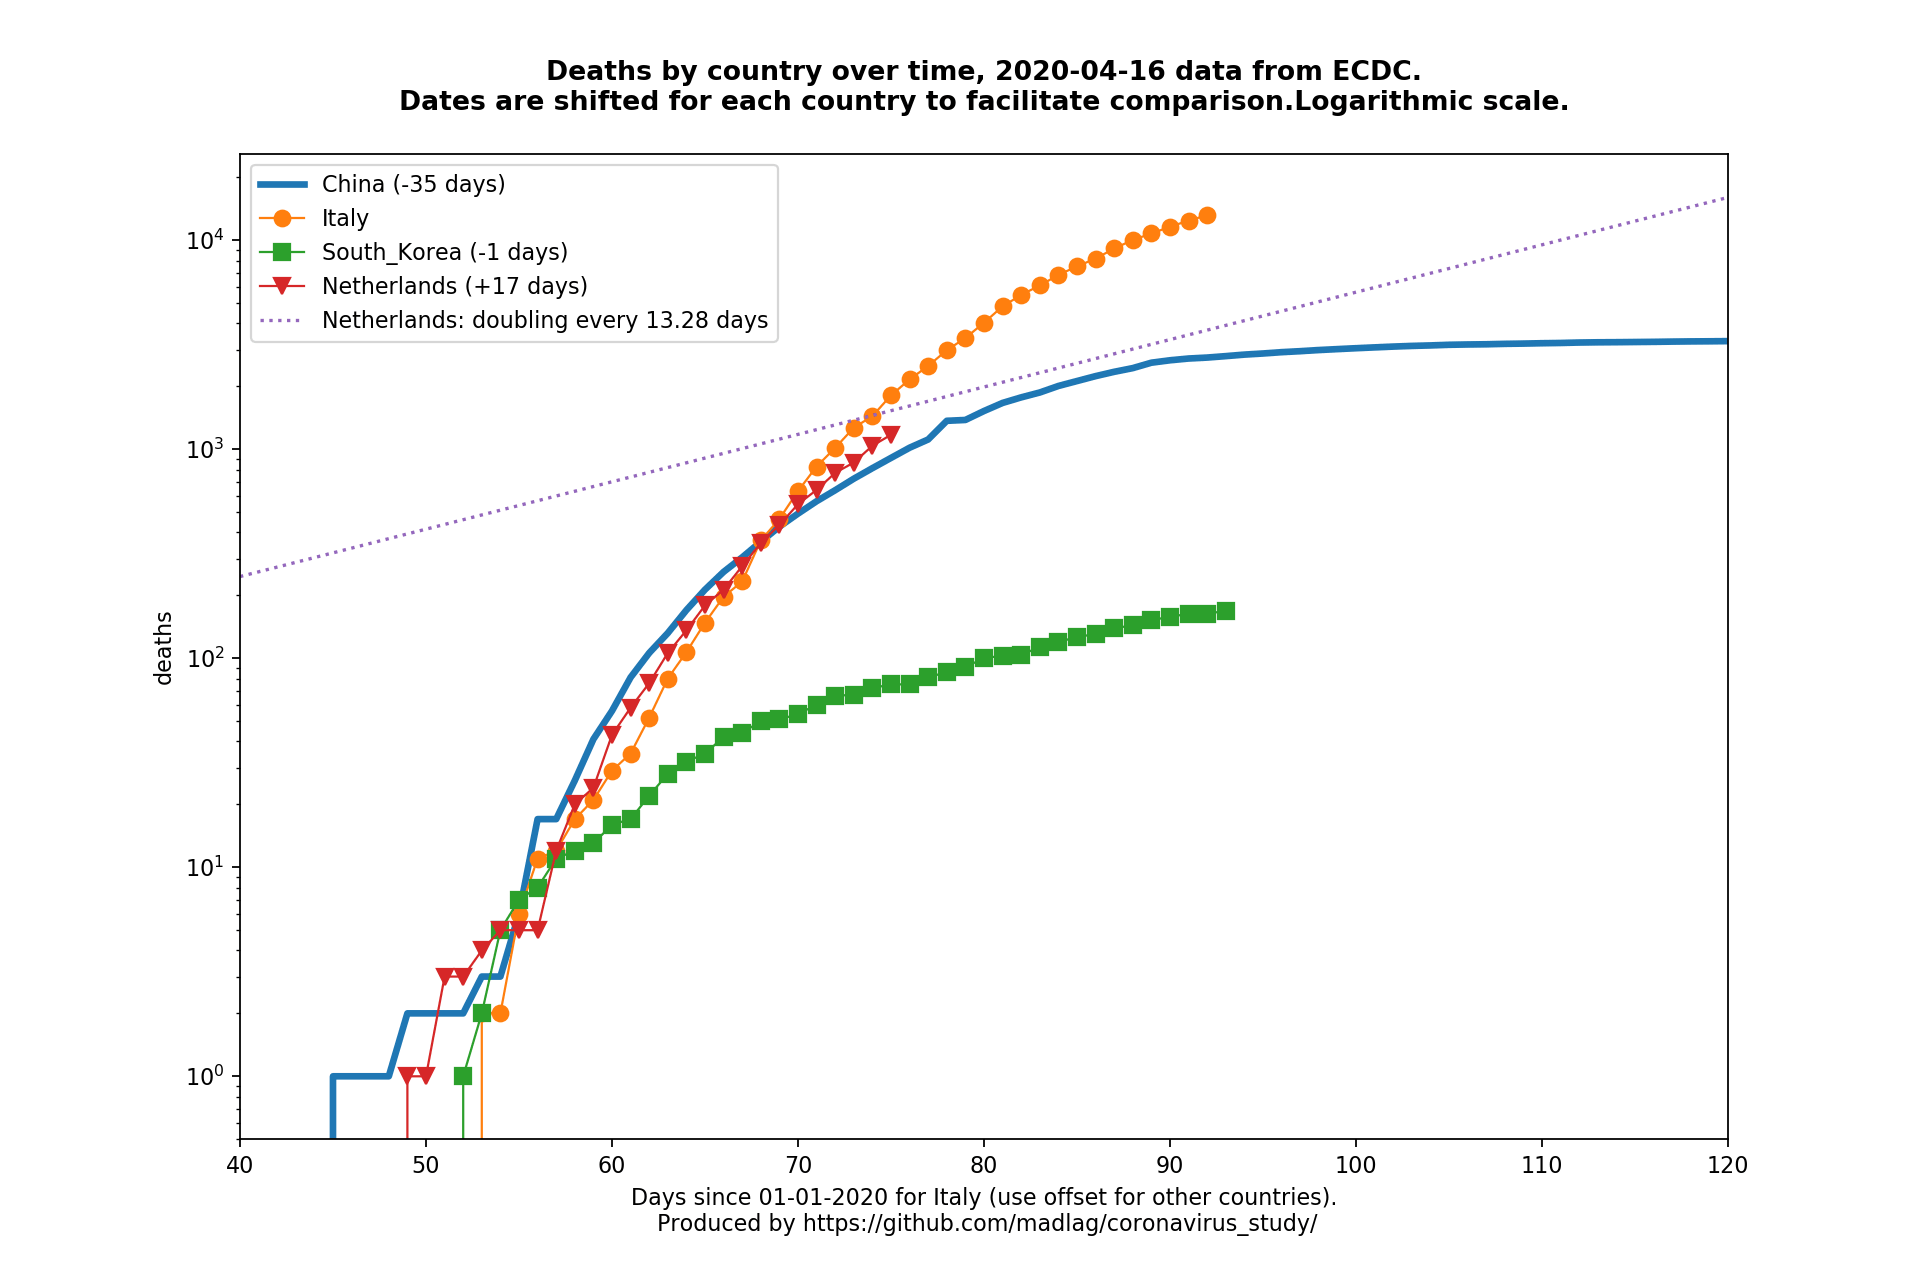 Deaths by country over time, 2020-04-16 data from ECDC.
Dates are shifted for each country to facilitate comparison.Logarithmic scale.
China (-35 days)
Italy
South_Korea (-1 days)
Netherlands (+17 days)
Netherlands: doubling every 13.28 days
10⁴
10³
10²
10¹
10⁰
deaths
40 50 60 70 80 90 100 110 120
Days since 01-01-2020 for Italy (use offset for other countries).
Produced by https://github.com/madlag/coronavirus_study/